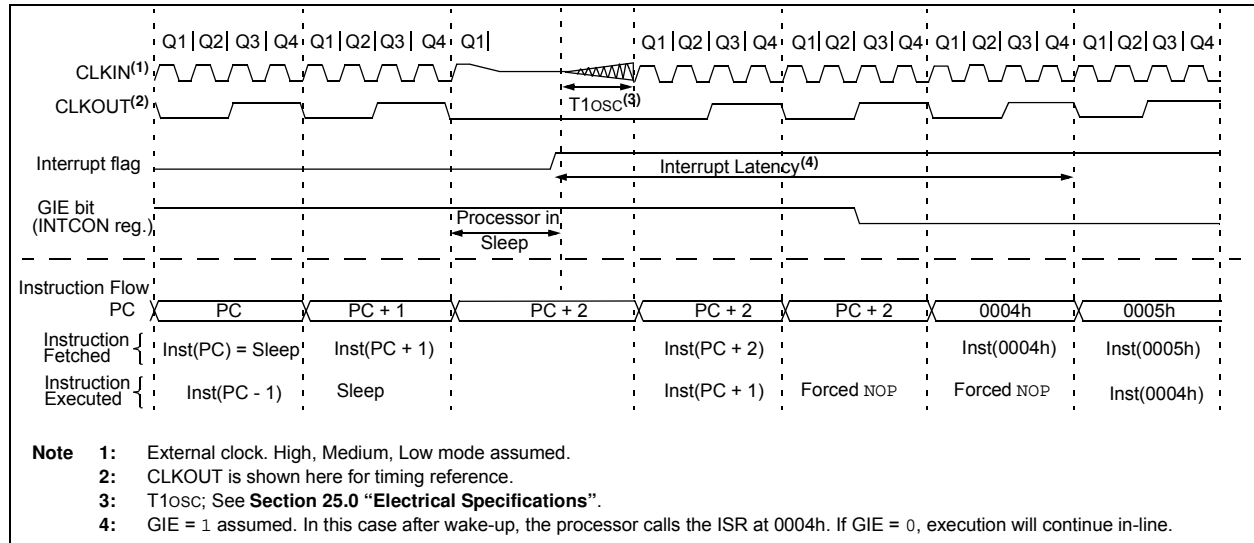 Q1 Q2 Q3 Q4 Q1 Q2 Q3 Q4 Q1 Q1 Q2 Q3 Q4 Q1 Q2 Q3 Q4 Q1 Q2 Q3 Q4 Q1 Q2 Q3 Q4
CLKIN(1)
CLKOUT(2)
T1OSC(3)
Interrupt flag
Interrupt Latency(4)
GIE bit
(INTCON reg.)
Processor in
Sleep
Instruction Flow
PC PC PC + 1 PC + 2 PC + 2 PC + 2 0004h 0005h
Instruction
Fetched { Inst(PC) = Sleep Inst(PC + 1) Inst(PC + 2) Inst(0004h) Inst(0005h)
Instruction
Executed { Inst(PC - 1) Sleep Inst(PC + 1) Forced NOP Forced NOP Inst(0004h)
Note 1: External clock. High, Medium, Low mode assumed.
2: CLKOUT is shown here for timing reference.
3: T1OSC; See Section 25.0 “Electrical Specifications”.
4: GIE = 1 assumed. In this case after wake-up, the processor calls the ISR at 0004h. If GIE = 0, execution will continue in-line.